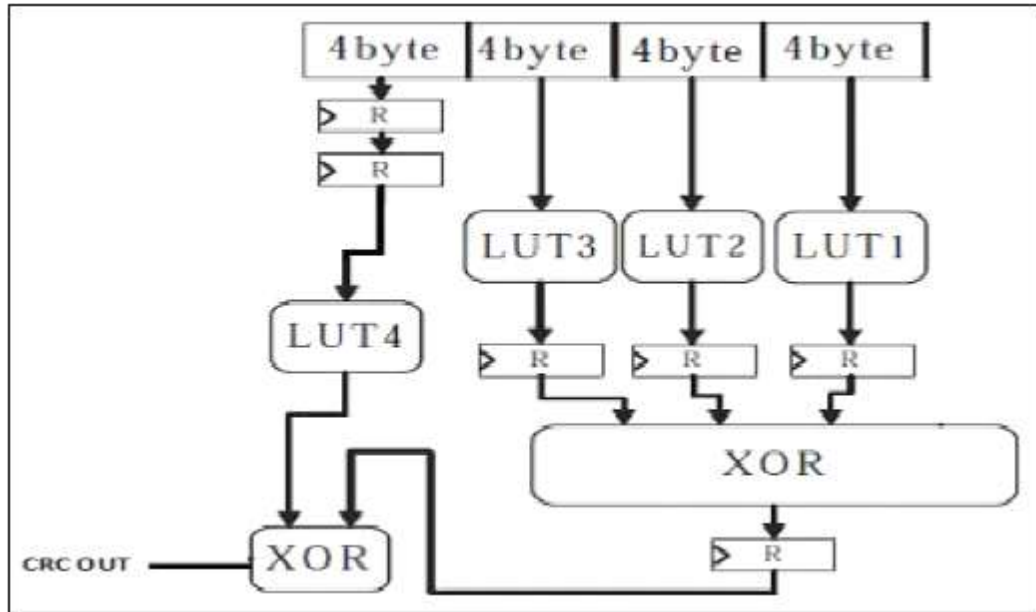 4byte 4byte 4byte 4byte
R
R
LUT3 LUT2 LUT1
LUT4
R R R
XOR
XOR
R
CRC OUT